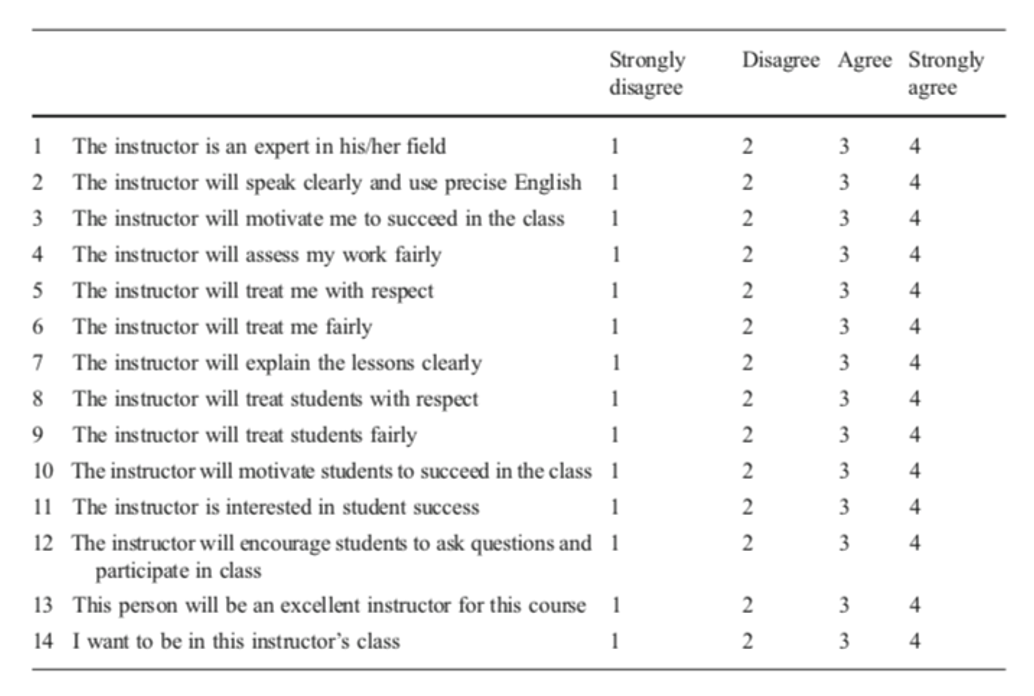 Strongly disagree Disagree Agree Strongly agree
1 The instructor is an expert in his/her field 1 2 3 4
2 The instructor will speak clearly and use precise English 1 2 3 4
3 The instructor will motivate me to succeed in the class 1 2 3 4
4 The instructor will assess my work fairly 1 2 3 4
5 The instructor will treat me with respect 1 2 3 4
6 The instructor will treat me fairly 1 2 3 4
7 The instructor will explain the lessons clearly 1 2 3 4
8 The instructor will treat students with respect 1 2 3 4
9 The instructor will treat students fairly 1 2 3 4
10 The instructor will motivate students to succeed in the class 1 2 3 4
11 The instructor is interested in student success 1 2 3 4
12 The instructor will encourage students to ask questions and 1 2 3 4
participate in class
13 This person will be an excellent instructor for this course 1 2 3 4
14 I want to be in this instructor's class 1 2 3 4